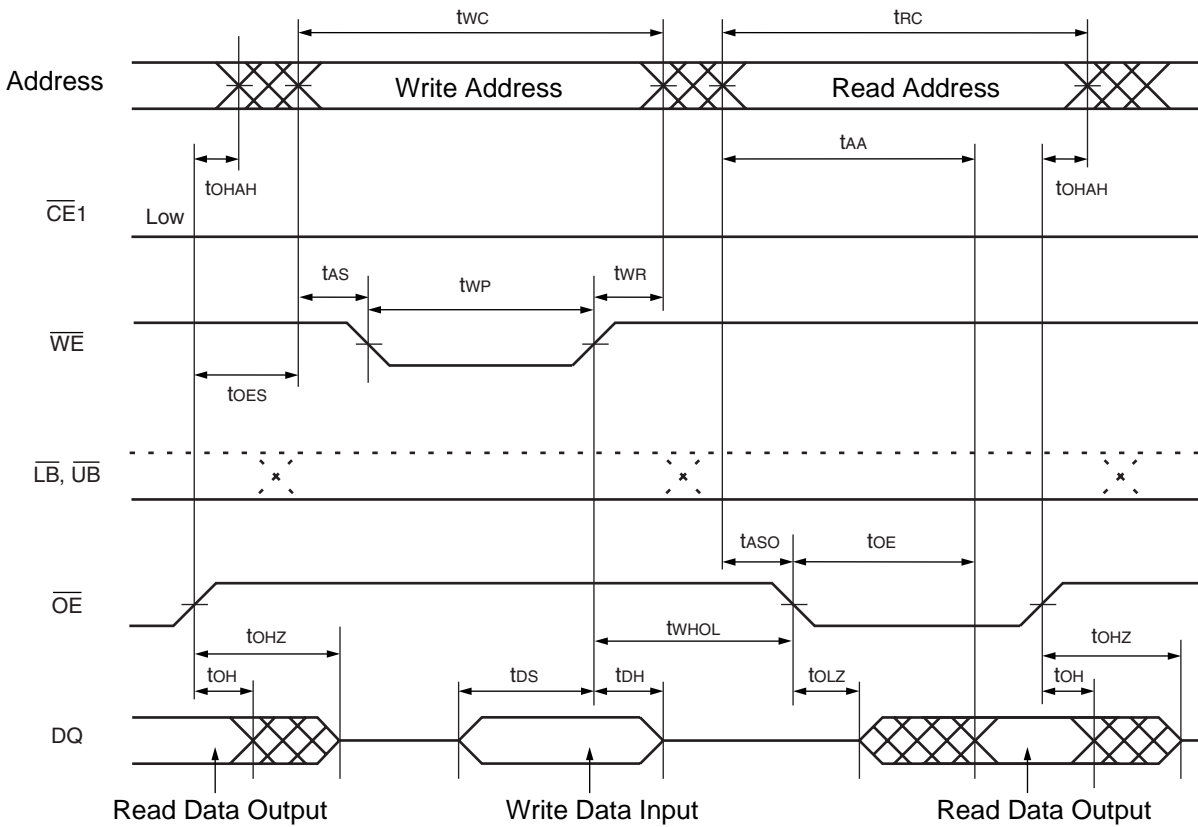 tWC
tRC
Address
Write Address
Read Address
tOHAH
tAA
tOHAH
CE1
Low
tAS
tWP
tWR
WE
tOES
LB, UB
tASO
tOE
OE
tWHOL
tOHZ
tOHZ
tOH
tDS
tDH
tOLZ
tOH
DQ
Read Data Output
Write Data Input
Read Data Output